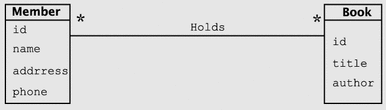 Member
id
name
addrress
phone
* Holds *
Book
id
title
author